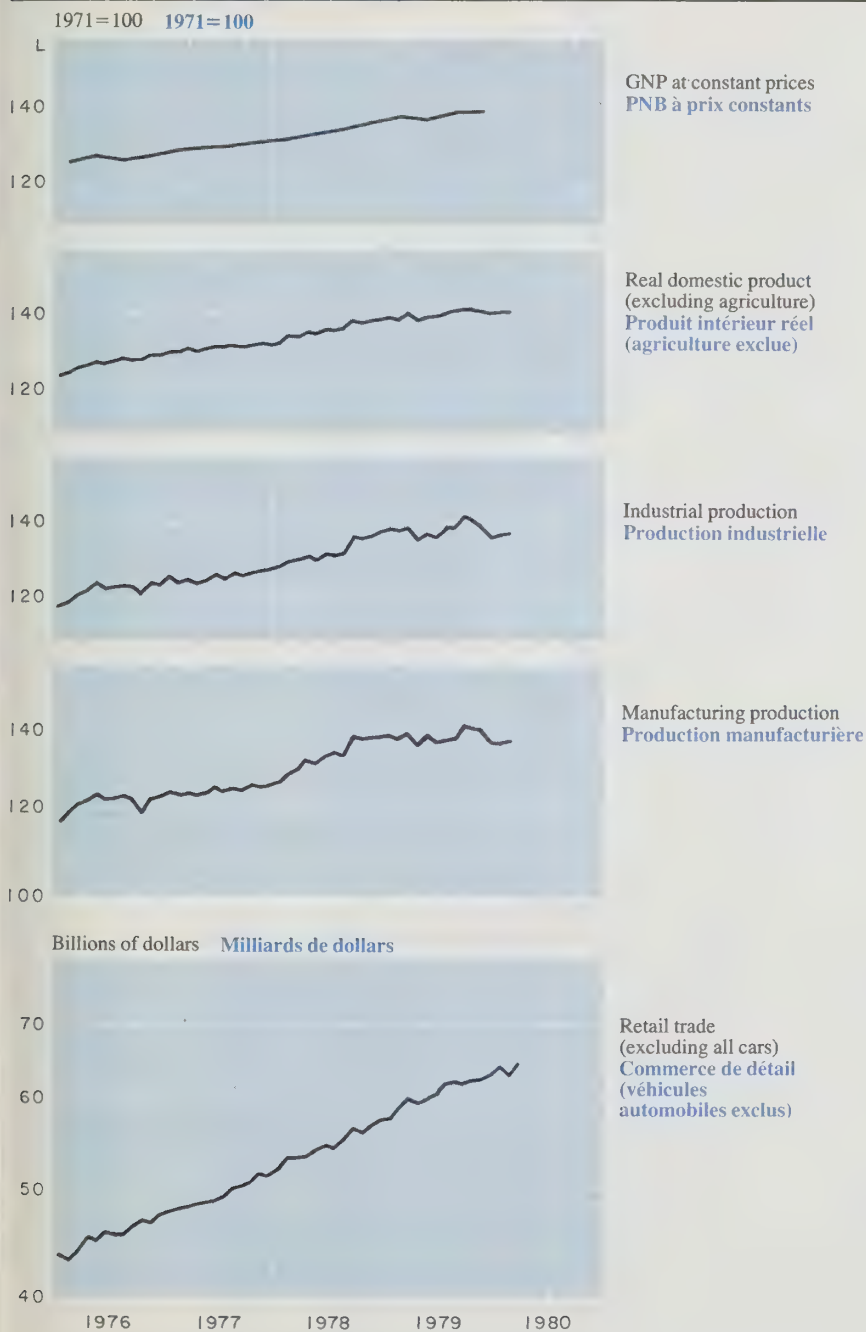 1971=100 1971=100
L
140
120
GNP at constant prices
PNB à prix constants
140
120
Real domestic product
(excluding agriculture)
Produit intérieur réel
(agriculture exclue)
140
120
Industrial production
Production industrielle
140
120
100
Manufacturing production
Production manufacturière
Billions of dollars Milliards de dollars
70
60
50
40
Retail trade
(excluding all cars)
Commerce de détail
(véhicules
automobiles exclus)
1976 1977 1978 1979 1980